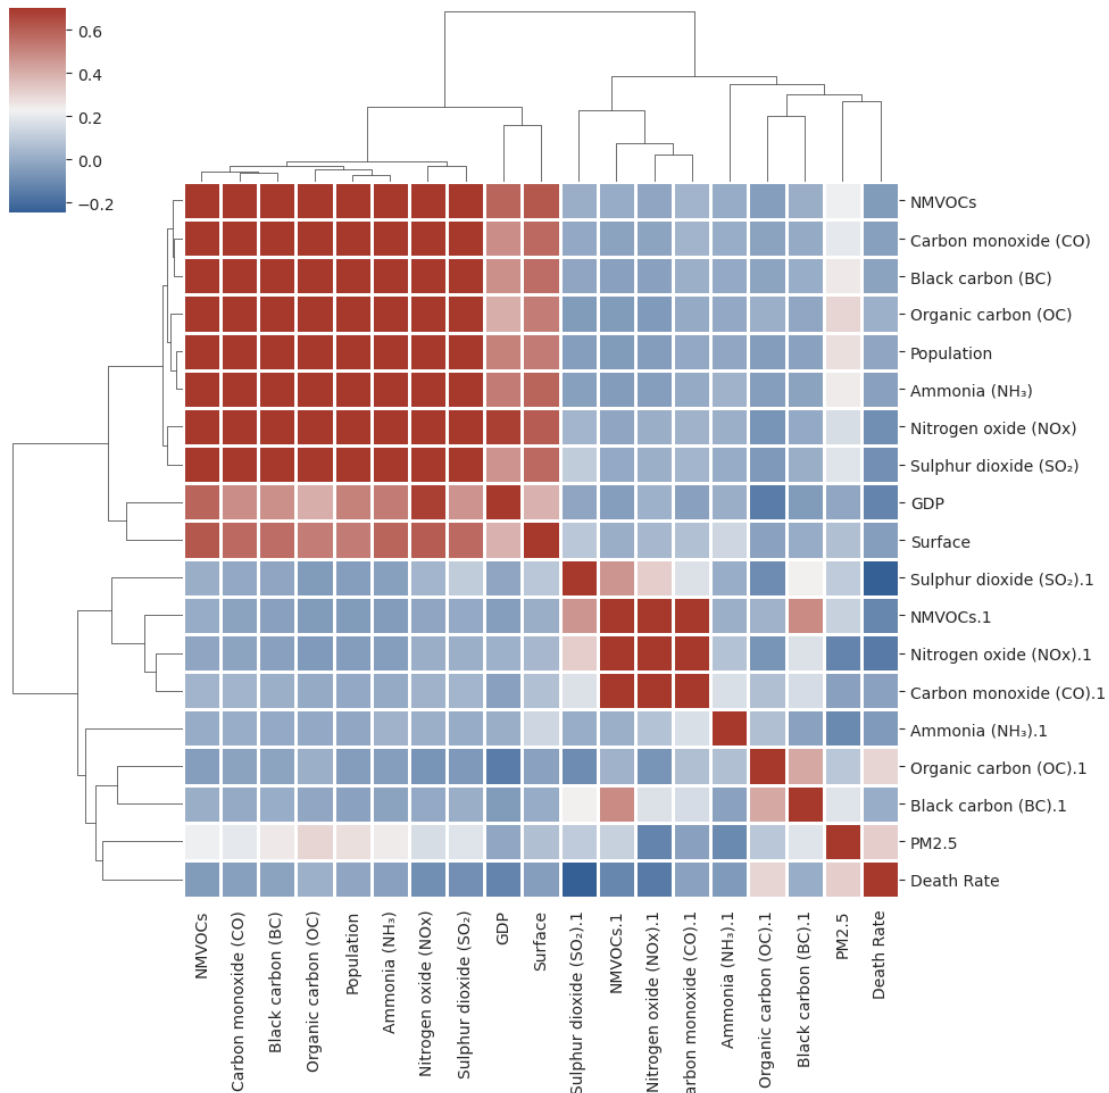 0.6
0.4
0.2
0.0
−0.2
NMVOCs
Carbon monoxide (CO)
Black carbon (BC)
Organic carbon (OC)
Population
Ammonia (NH₃)
Nitrogen oxide (NOx)
Sulphur dioxide (SO₂)
GDP
Surface
Sulphur dioxide (SO₂).1
NMVOCs.1
Nitrogen oxide (NOx).1
Carbon monoxide (CO).1
Ammonia (NH₃).1
Organic carbon (OC).1
Black carbon (BC).1
PM2.5
Death Rate
NMVOCs
Carbon monoxide (CO)
Black carbon (BC)
Organic carbon (OC)
Population
Ammonia (NH₃)
Nitrogen oxide (NOx)
Sulphur dioxide (SO₂)
GDP
Surface
Sulphur dioxide (SO₂).1
NMVOCs.1
Nitrogen oxide (NOx).1
arbon monoxide (CO).1
Ammonia (NH₃).1
Organic carbon (OC).1
Black carbon (BC).1
PM2.5
Death Rate